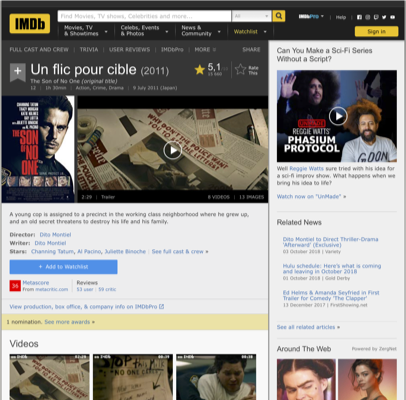 IMDb
Find Movies, TV shows, Celebrities and more...
All
Movies, TV
& Showtimes
Celebs, Events
& Photos
News &
Community
Watchlist
IMDbPro
Help
Sign in
FULL CAST AND CREW | TRIVIA | USER REVIEWS | IMDbPro | MORE
SHARE
Un flic pour cible (2011)
The Son of No One (original title)
12 | 1h 30min | Action, Crime, Drama | 9 July 2011 (Japan)
5,1
Rate
This
THE SON
IS NO
ONE
2:29 | Trailer
8 VIDEOS | 13 IMAGES
A young cop is assigned to a precinct in the working class neighborhood where he grew up,
and an old secret threatens to destroy his life and his family.
Director: Dito Montiel
Writer: Dito Montiel
Stars: Channing Tatum, Al Pacino, Juliette Binoche | See full cast & crew »
+ Add to Watchlist
36
Metascore
From metacritic.com
Reviews
53 user | 59 critic
View production, box office, & company info on IMDbPro
1 nomination. See more awards »
Videos
Can You Make a Sci-Fi Series
Without a Script?
REGGIE WATTS'
PHASIUM
PROTOCOL
Well Reggie Watts sure tried with his idea for
a sci-fi improv show. What happens when we
bring his idea to life?
Watch now on "UnMade" »
Related News
Dito Montiel to Direct Thriller-Drama
'Afterward' (Exclusive)
03 October 2018 | Variety
Hulu schedule: Here's what is coming
and leaving in October 2018
01 October 2018 | Gold Derby
Ed Helms & Amanda Seyfried in First
Trailer for Comedy 'The Clapper'
13 December 2017 | FirstShowing.net
See all related articles »
Around The Web
Powered by ZergNet